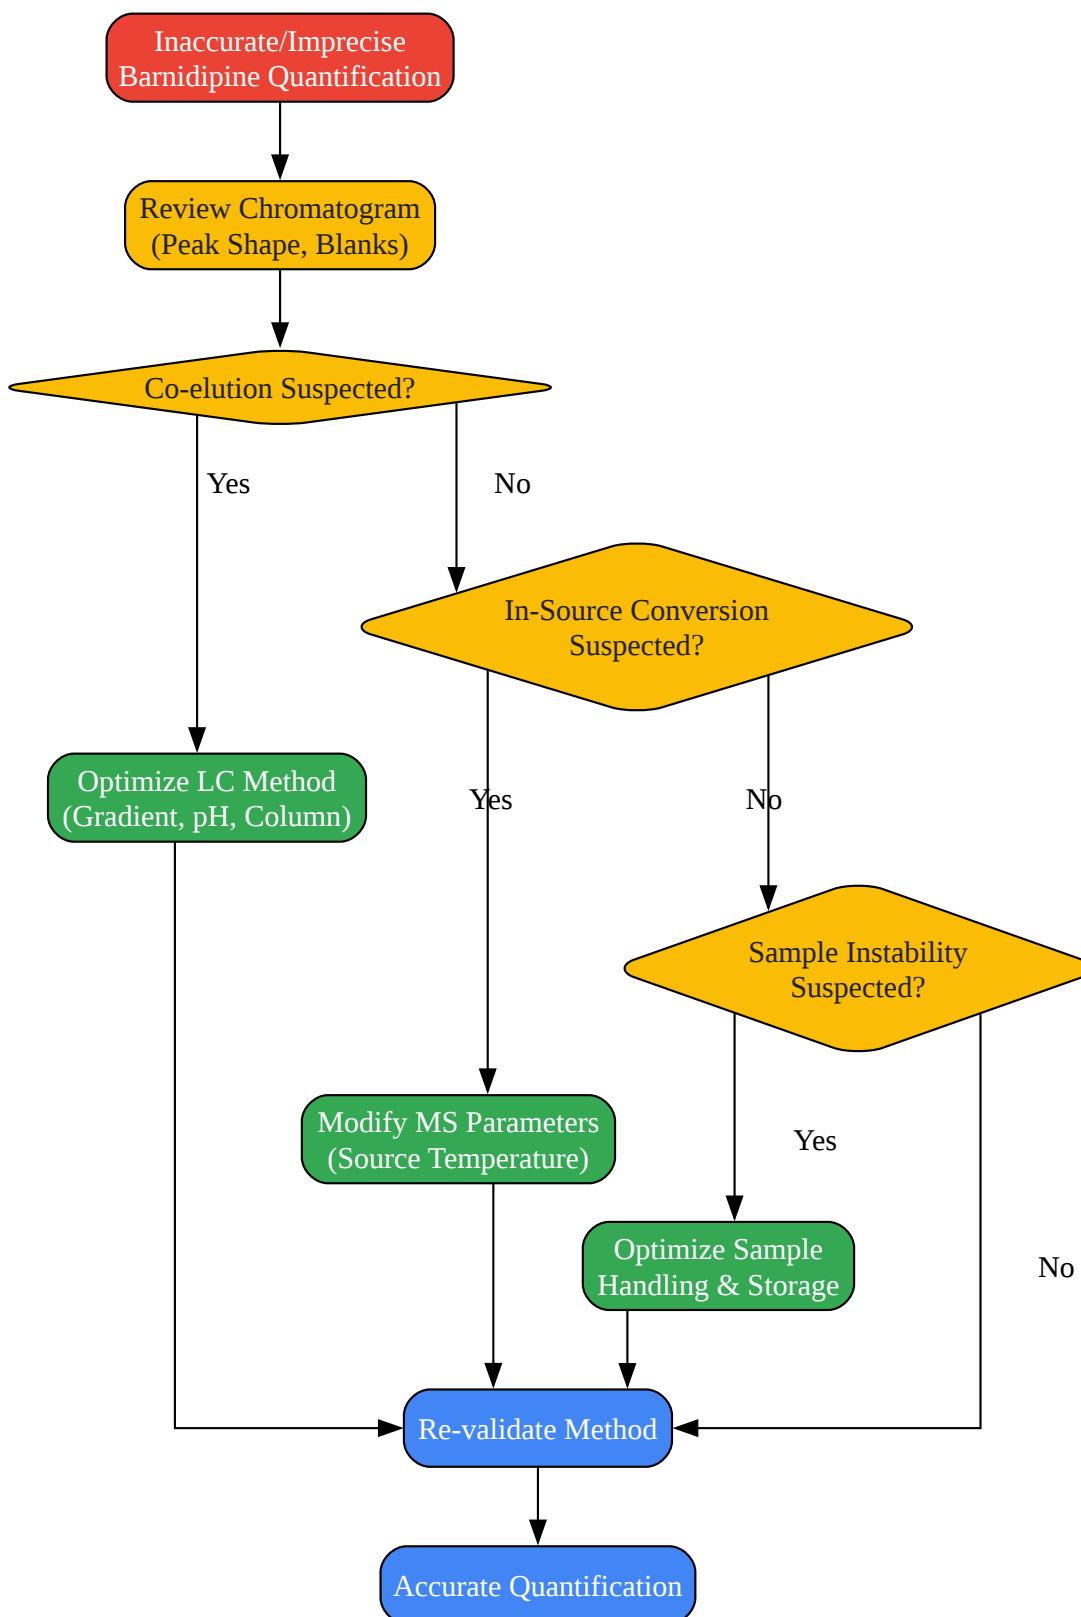 Inaccurate/Imprecise
Barnidipine Quantification
Review Chromatogram
(Peak Shape, Blanks)
Co-elution Suspected?
Yes
No
In-Source Conversion
Suspected?
Optimize LC Method
(Gradient, pH, Column)
Yes
No
Sample Instability
Suspected?
Modify MS Parameters
(Source Temperature)
Yes
Optimize Sample
Handling & Storage
No
Re-validate Method
Accurate Quantification